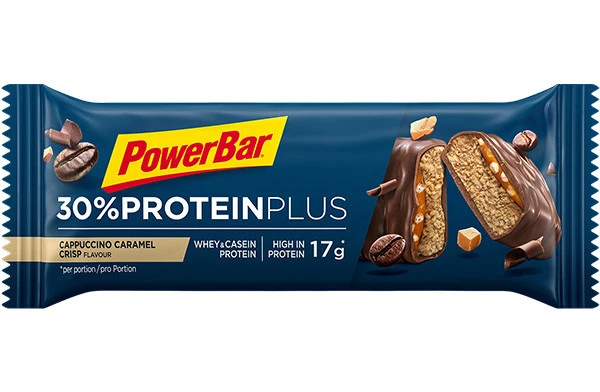 PowerBar
30%PROTEINPLUS
CAPPUCCINO CARAMEL
CRISP FLAVOUR
WHEY&CASEIN
PROTEIN
HIGH IN
PROTEIN
17g*
*per portion/pro Portion